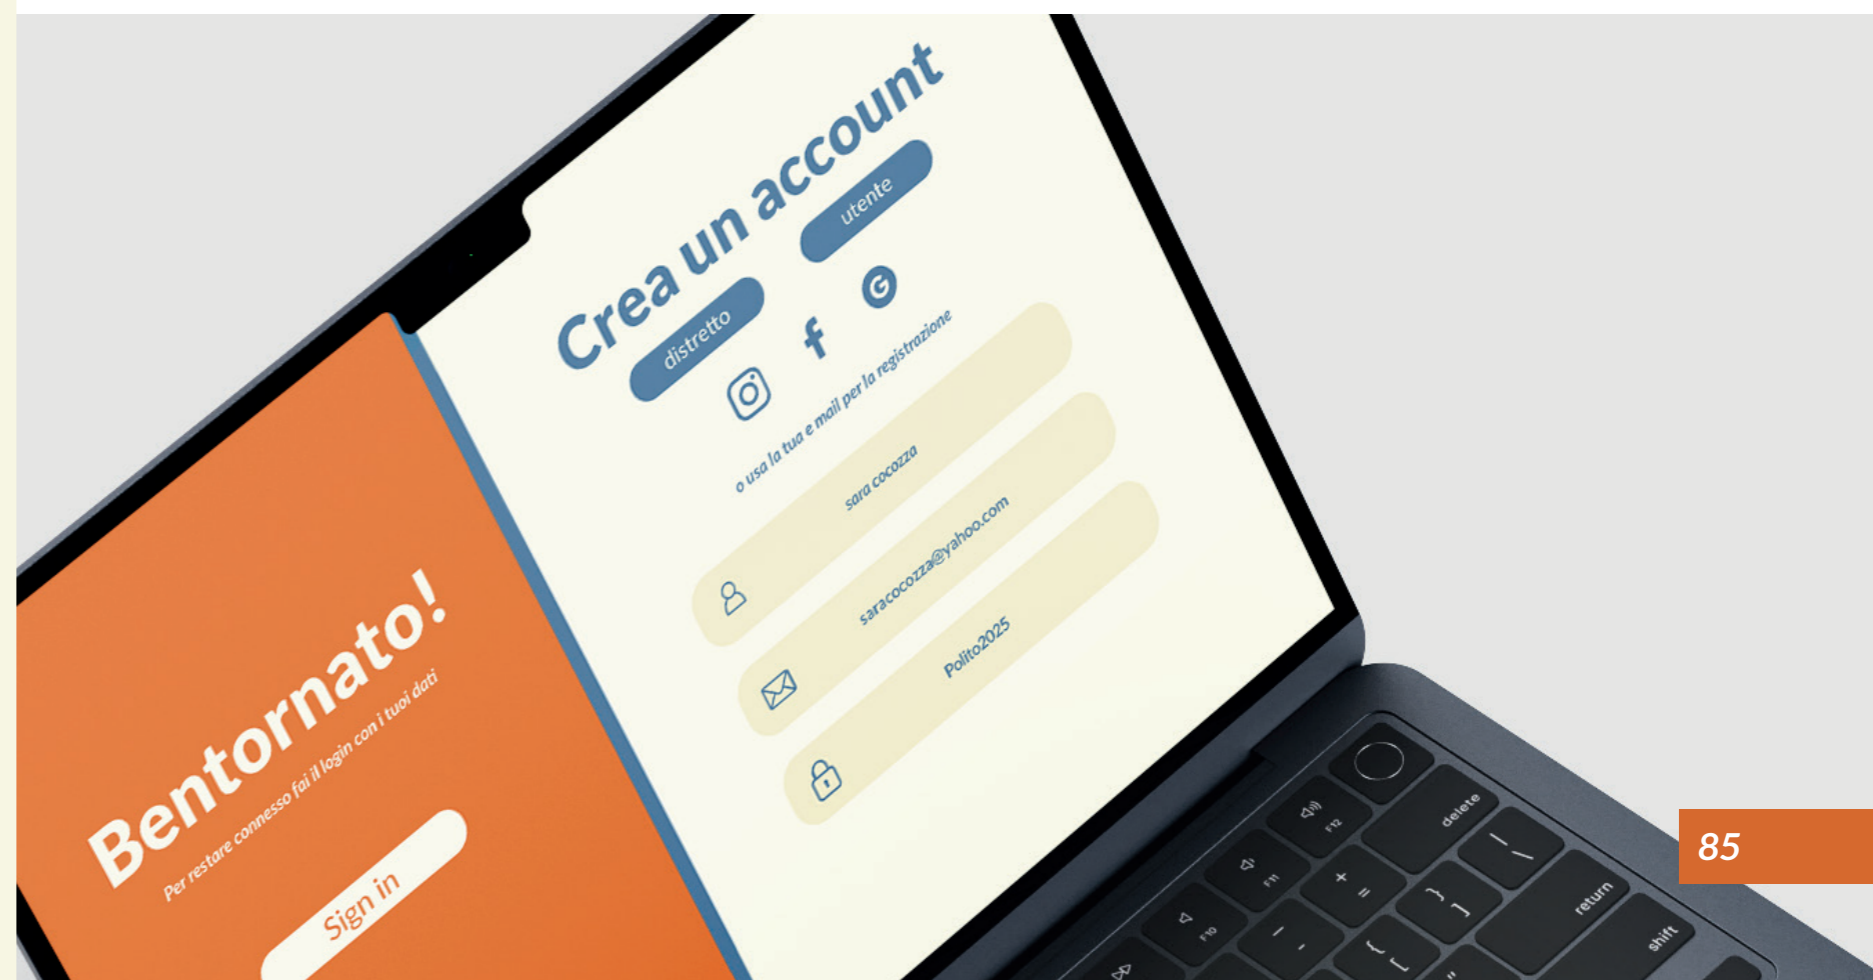 Crea un account
distretto
utente
o usa la tua e mail per la registrazione
sara cocozza
saracocozza@yahoo.com
Polito2025
Bentornato!
Per restare connesso fai il login con i tuoi dati
Sign in
85
F12
delete
F11
+
=
| \
F10
-
}
]
return
{
[
"
shift